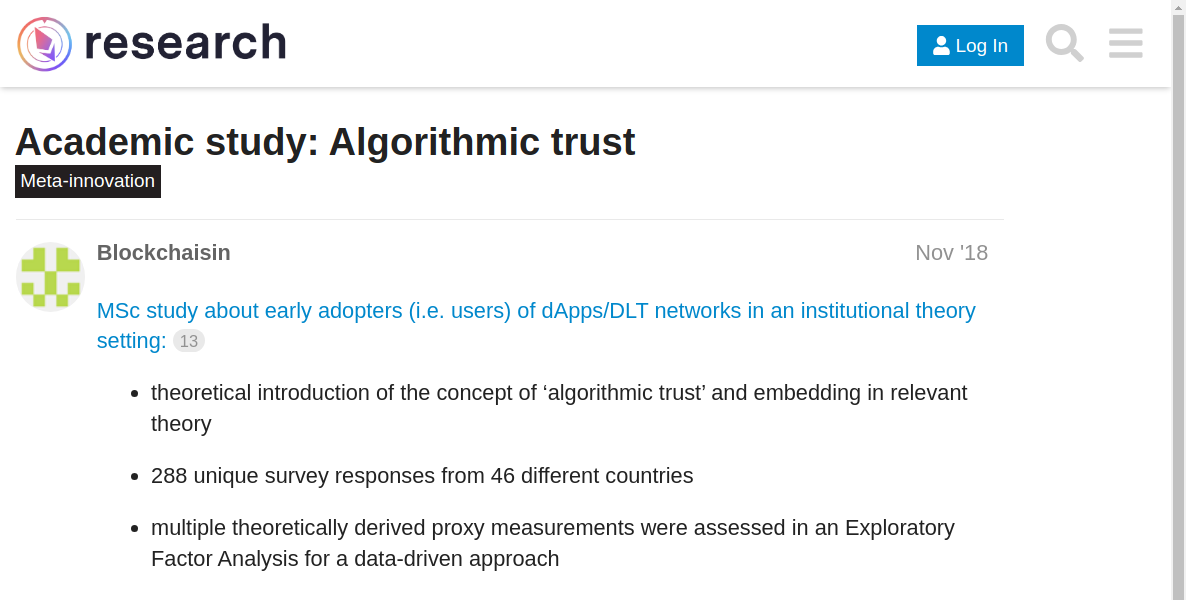 research
Log In
Academic study: Algorithmic trust
Meta-innovation
Blockchaisin
Nov '18
MSc study about early adopters (i.e. users) of dApps/DLT networks in an institutional theory
setting: 13
theoretical introduction of the concept of ‘algorithmic trust’ and embedding in relevant
theory
288 unique survey responses from 46 different countries
multiple theoretically derived proxy measurements were assessed in an Exploratory
Factor Analysis for a data-driven approach